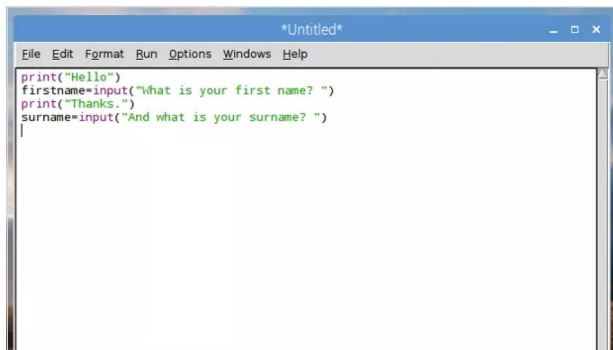 *Untitled*
File Edit Format Run Options Windows Help
print("Hello")
firstname=input("What is your first name? ")
print("Thanks.")
surname=input("And what is your surname? ")